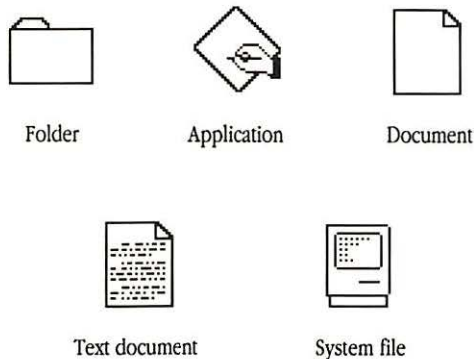 Folder
Application
Document
Text document
System file